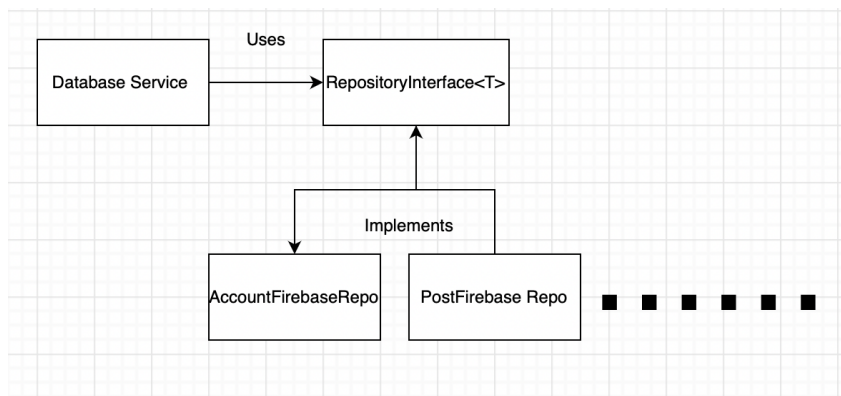 Uses
Database Service
RepositoryInterface<T>
Implements
AccountFirebaseRepo
PostFirebase Repo